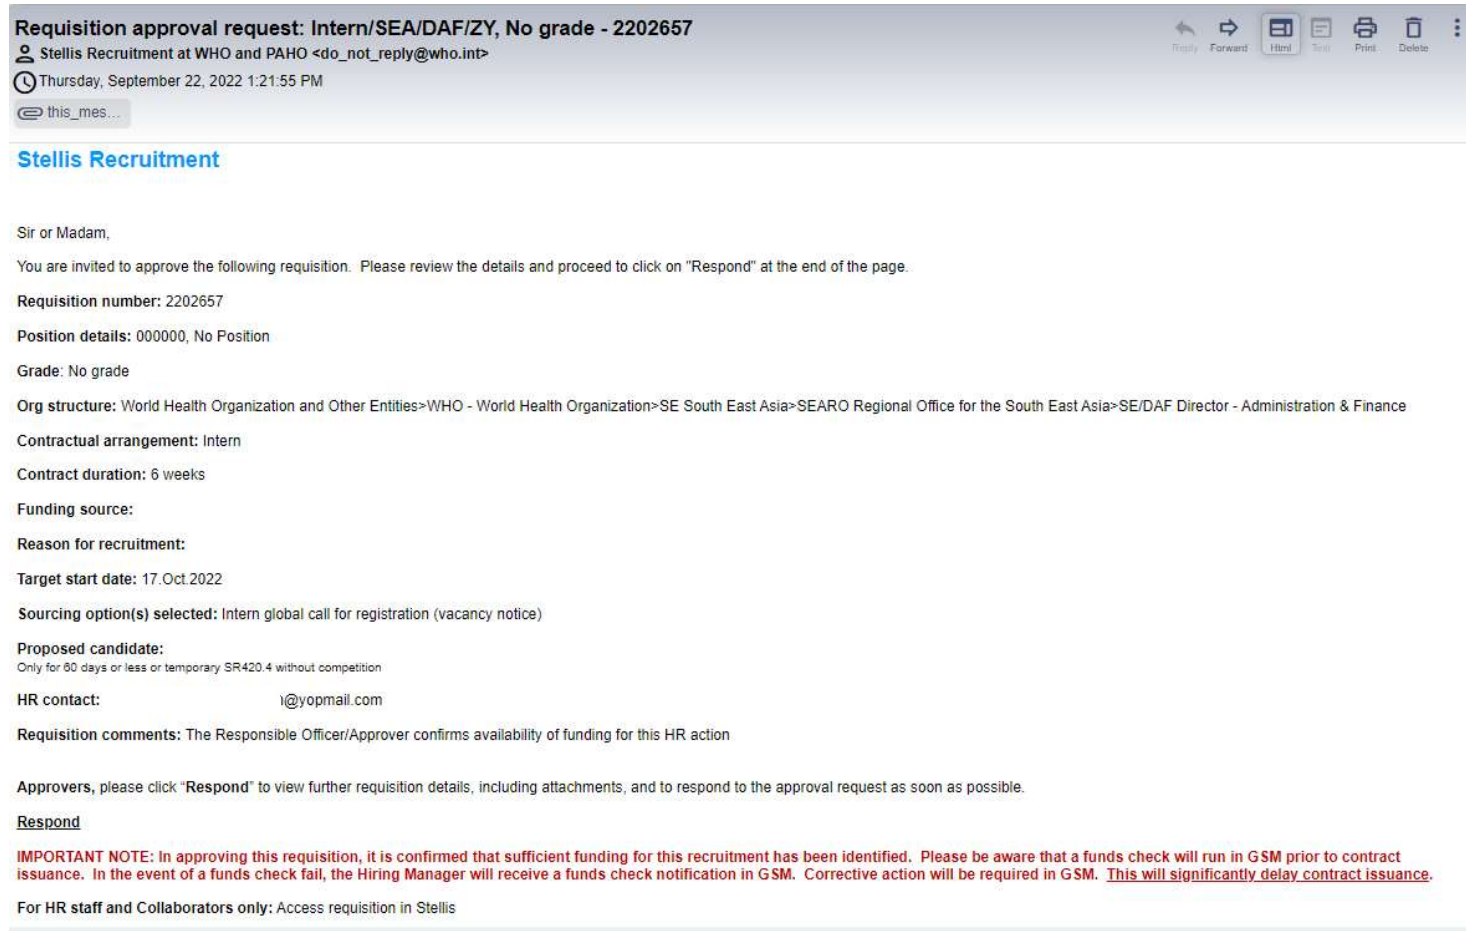 Requisition approval request: Intern/SEA/DAF/ZY, No grade - 2202657
Stellis Recruitment at WHO and PAHO <do_not_reply@who.int>
Thursday, September 22, 2022 1:21:55 PM
this_mes...
Reply Forward Html Text Print Delete
Stellis Recruitment
Sir or Madam,
You are invited to approve the following requisition. Please review the details and proceed to click on "Respond" at the end of the page.
Requisition number: 2202657
Position details: 000000, No Position
Grade: No grade
Org structure: World Health Organization and Other Entities>WHO - World Health Organization>SE South East Asia>SEARO Regional Office for the South East Asia>SE/DAF Director - Administration & Finance
Contractual arrangement: Intern
Contract duration: 6 weeks
Funding source:
Reason for recruitment:
Target start date: 17.Oct.2022
Sourcing option(s) selected: Intern global call for registration (vacancy notice)
Proposed candidate:
Only for 60 days or less or temporary SR420.4 without competition
HR contact: @yopmail.com
Requisition comments: The Responsible Officer/Approver confirms availability of funding for this HR action
Approvers, please click “Respond” to view further requisition details, including attachments, and to respond to the approval request as soon as possible.
Respond
IMPORTANT NOTE: In approving this requisition, it is confirmed that sufficient funding for this recruitment has been identified. Please be aware that a funds check will run in GSM prior to contract
issuance. In the event of a funds check fail, the Hiring Manager will receive a funds check notification in GSM. Corrective action will be required in GSM. This will significantly delay contract issuance.
For HR staff and Collaborators only: Access requisition in Stellis